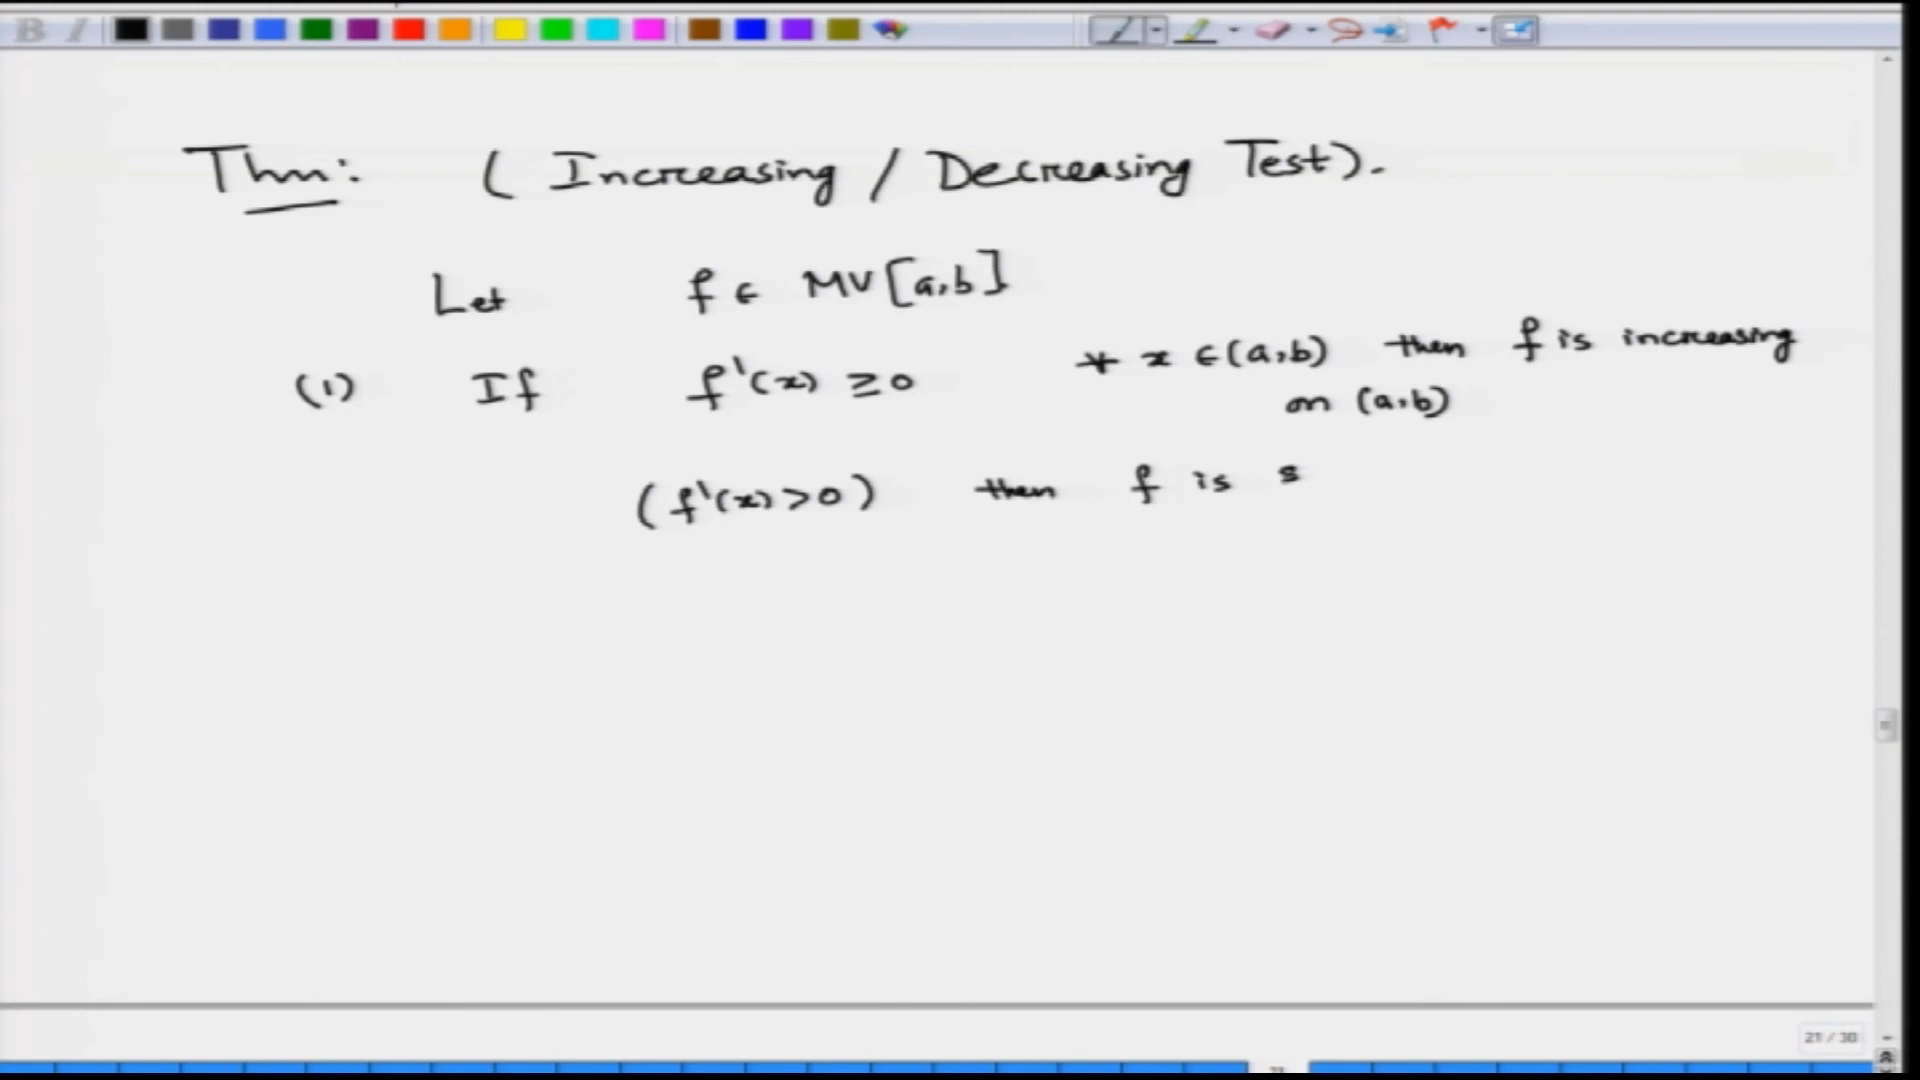 B I
Thm: ( Increasing / Decreasing Test).
Let f ∈ MV[a,b]
(1) If f'(x) ≥ 0 ∀ x ∈ (a,b) then f is increasing
on (a,b)
(f'(x) > 0) then f is s
21 / 30